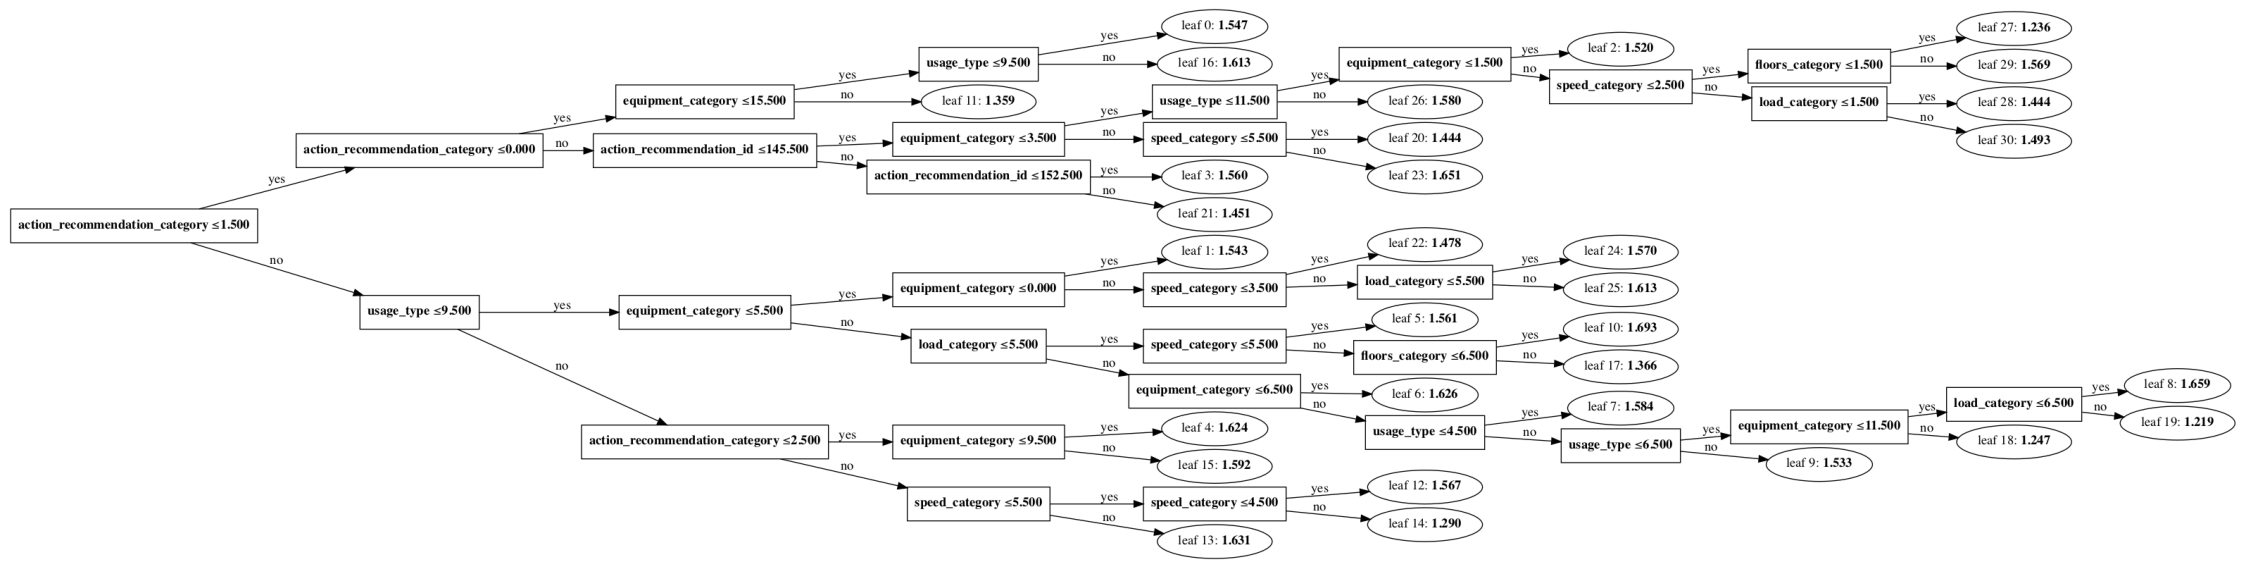 action_recommendation_category ≤1.500
yes
no
action_recommendation_category ≤0.000
yes
no
equipment_category ≤15.500
yes
no
usage_type ≤9.500
yes
no
leaf 0: 1.547
leaf 16: 1.613
leaf 11: 1.359
action_recommendation_id ≤145.500
yes
no
equipment_category ≤3.500
yes
no
usage_type ≤11.500
yes
no
equipment_category ≤1.500
yes
no
leaf 2: 1.520
speed_category ≤2.500
yes
no
floors_category ≤1.500
yes
no
leaf 27: 1.236
leaf 29: 1.569
load_category ≤1.500
yes
no
leaf 28: 1.444
leaf 30: 1.493
leaf 26: 1.580
speed_category ≤5.500
yes
no
leaf 20: 1.444
leaf 23: 1.651
action_recommendation_id ≤152.500
yes
no
leaf 3: 1.560
leaf 21: 1.451
usage_type ≤9.500
yes
no
equipment_category ≤5.500
yes
no
equipment_category ≤0.000
yes
no
leaf 1: 1.543
speed_category ≤3.500
yes
no
leaf 22: 1.478
load_category ≤5.500
yes
no
leaf 24: 1.570
leaf 25: 1.613
load_category ≤5.500
yes
no
speed_category ≤5.500
yes
no
leaf 5: 1.561
floors_category ≤6.500
yes
no
leaf 10: 1.693
leaf 17: 1.366
equipment_category ≤6.500
yes
no
leaf 6: 1.626
usage_type ≤4.500
yes
no
leaf 7: 1.584
usage_type ≤6.500
yes
no
equipment_category ≤11.500
yes
no
load_category ≤6.500
yes
no
leaf 8: 1.659
leaf 19: 1.219
leaf 18: 1.247
leaf 9: 1.533
action_recommendation_category ≤2.500
yes
no
equipment_category ≤9.500
yes
no
leaf 4: 1.624
leaf 15: 1.592
speed_category ≤5.500
yes
no
speed_category ≤4.500
yes
no
leaf 12: 1.567
leaf 14: 1.290
leaf 13: 1.631